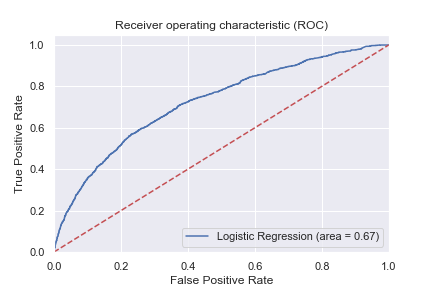 Receiver operating characteristic (ROC)
1.0
0.8
0.6
0.4
0.2
0.0
True Positive Rate
Logistic Regression (area = 0.67)
0.0 0.2 0.4 0.6 0.8 1.0
False Positive Rate